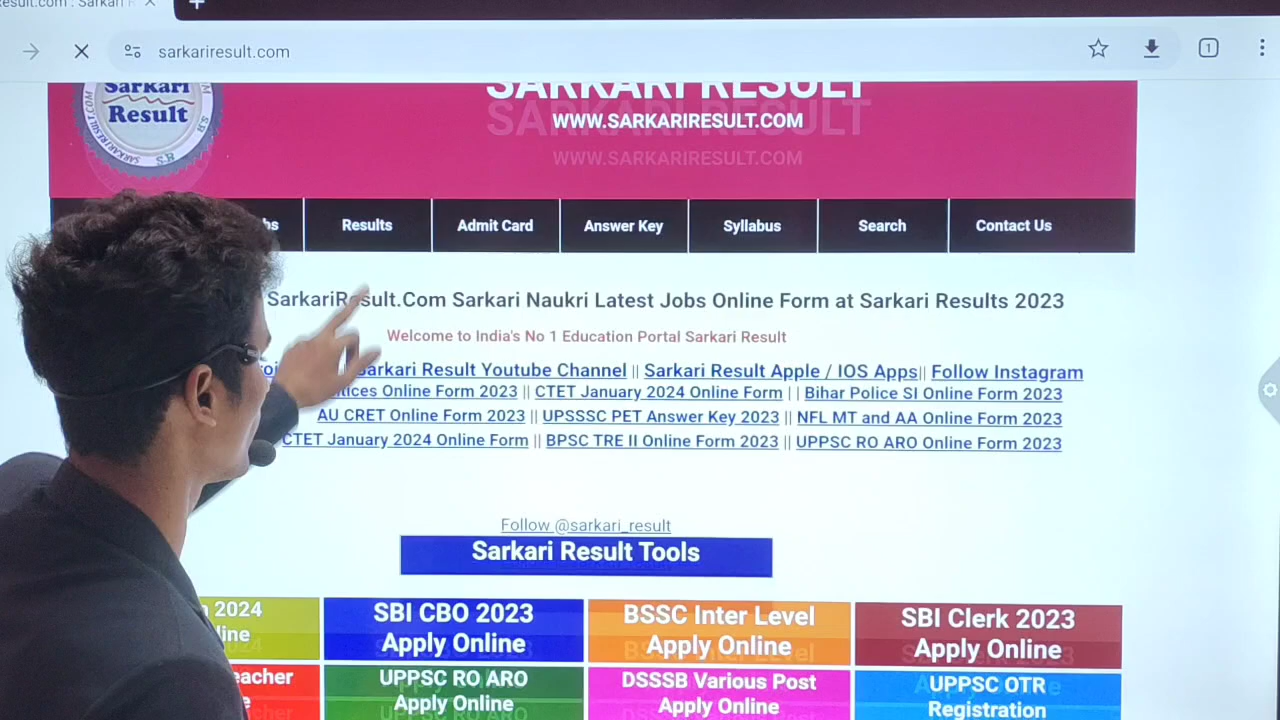 sariresult.com : Sarkari R
sarkariresult.com
1
Sarkari
Result
SARKARIRESULT.COM
S.R
SARKARI RESULT
WWW.SARKARIRESULT.COM
Results
Admit Card
Answer Key
Syllabus
Search
Contact Us
SarkariResult.Com Sarkari Naukri Latest Jobs Online Form at Sarkari Results 2023
Welcome to India's No 1 Education Portal Sarkari Result
Sarkari Result Youtube Channel || Sarkari Result Apple / IOS Apps|| Follow Instagram
Online Form 2023 || CTET January 2024 Online Form | | Bihar Police SI Online Form 2023
AU CRET Online Form 2023 || UPSSSC PET Answer Key 2023 || NFL MT and AA Online Form 2023
CTET January 2024 Online Form || BPSC TRE II Online Form 2023 || UPPSC RO ARO Online Form 2023
Follow @sarkari_result
Sarkari Result Tools
2024
SBI CBO 2023
Apply Online
BSSC Inter Level
Apply Online
SBI Clerk 2023
Apply Online
UPPSC RO ARO
Apply Online
DSSSB Various Post
Apply Online
UPPSC OTR
Registration